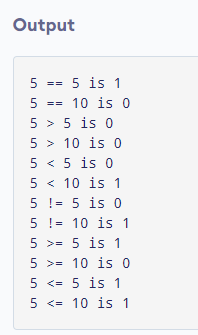 Output
5 == 5 is 1
5 == 10 is 0
5 > 5 is 0
5 > 10 is 0
5 < 5 is 0
5 < 10 is 1
5 != 5 is 0
5 != 10 is 1
5 >= 5 is 1
5 >= 10 is 0
5 <= 5 is 1
5 <= 10 is 1